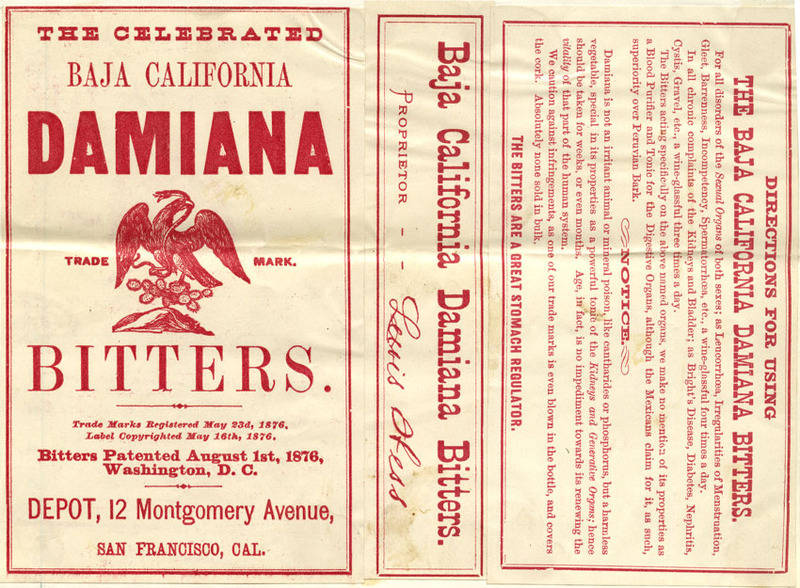 THE CELEBRATED
BAJA CALIFORNIA
DAMIANA
TRADE MARK.
BITTERS.
Trade Marks Registered May 23d, 1876.
Label Copyrighted May 16th, 1876.
Bitters Patented August 1st, 1876,
Washington, D. C.
DEPOT, 12 Montgomery Avenue,
SAN FRANCISCO, CAL.
Baja California Damiana Bitters.
PROPRIETOR - - Lewis Hess
DIRECTIONS FOR USING
THE BAJA CALIFORNIA DAMIANA BITTERS.
For all disorders of the Sexual Organs of both sexes; as Leucorrhoea, Irregularities of Menstruation,
Gleet, Barrenness, Incompetency, Spermatorrhoea, etc., a wine-glassful four times a day.
In all chronic complaints of the Kidneys and Bladder; as Bright's Disease, Diabetes, Nephritis,
Cystis, Gravel, etc., a wine-glassful three times a day.
The Bitters acting specifically on the above named organs, we make no mention of its properties as
a Blood Purifier and Tonic for the Digestive Organs, although the Mexicans claim for it, as such,
superiority over Peruvian Bark.
NOTICE.
Damiana is not an irritant animal or mineral poison, like cantharides or phosphorus, but a harmless
vegetable, special in its properties as a powerful tonic of the Kidneys and Generative Organs; hence
should be taken for weeks, or even months. Age, in fact, is no impediment towards its renewing the
vitality of that part of the human system.
We caution against infringements, as one of our trade marks is even blown in the bottle, and covers
the cork. Absolutely none sold in bulk.
THE BITTERS ARE A GREAT STOMACH REGULATOR.